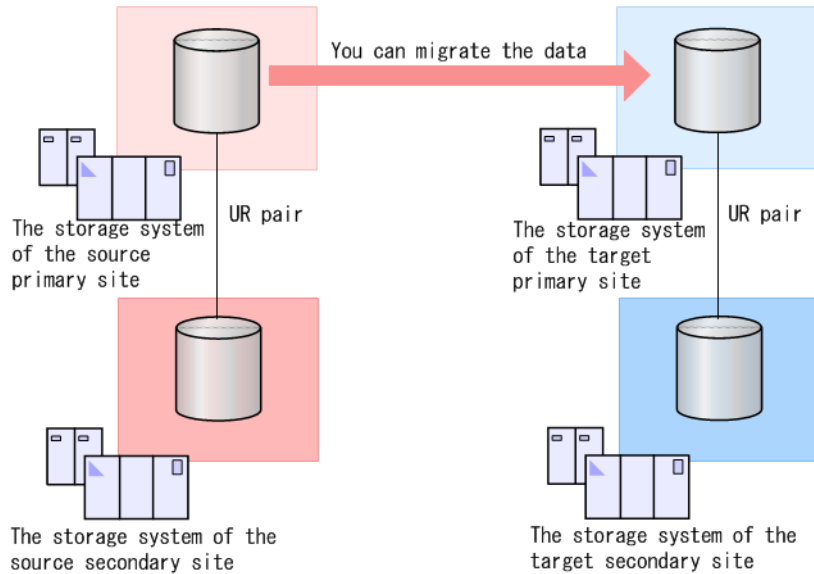 You can migrate the data
UR pair
UR pair
The storage system
of the source
primary site
The storage system
of the target
primary site
The storage system of the
source secondary site
The storage system of the
target secondary site